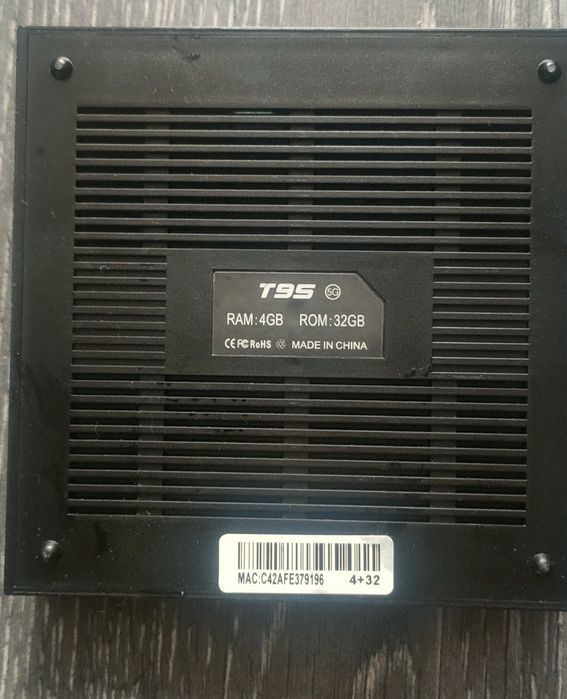 T95 5G
RAM:4GB ROM:32GB
CE FC RoHS MADE IN CHINA
MAC:C42AFE379196 4+32